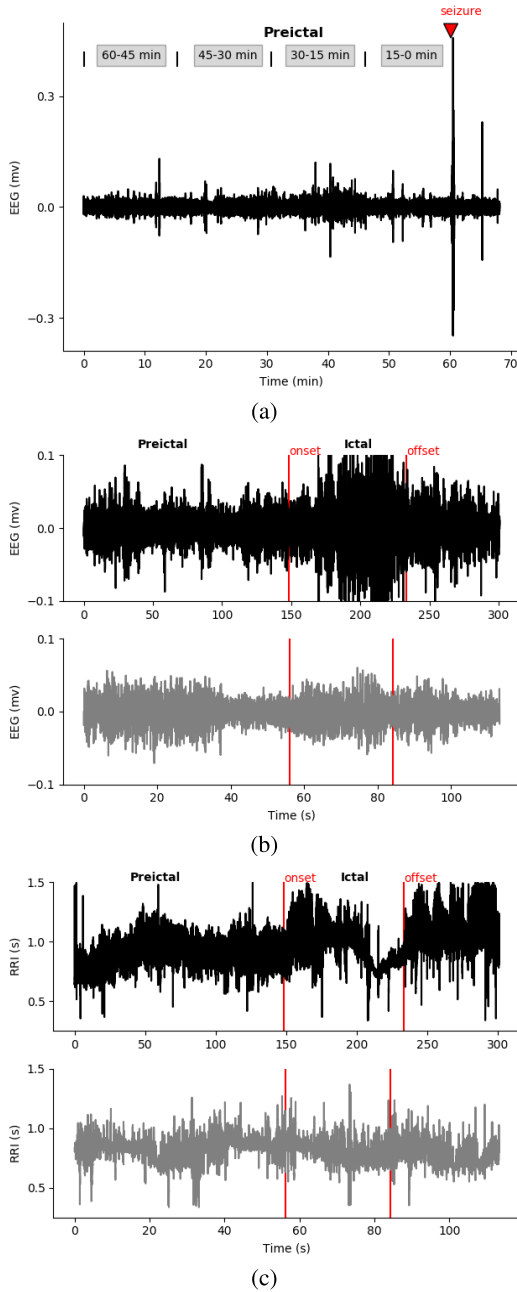 seizure
Preictal
60-45 min 45-30 min 30-15 min 15-0 min
EEG (mv)
0.3
0.0
−0.3
0 10 20 30 40 50 60 70
Time (min)
(a)
Preictal onset Ictal offset
EEG (mv)
0.1
0.0
−0.1
0 50 100 150 200 250 300
EEG (mv)
0.1
0.0
−0.1
0 20 40 60 80 100
Time (s)
(b)
Preictal onset Ictal offset
RRI (s)
1.5
1.0
0.5
0 50 100 150 200 250 300
RRI (s)
1.5
1.0
0.5
0 20 40 60 80 100
Time (s)
(c)